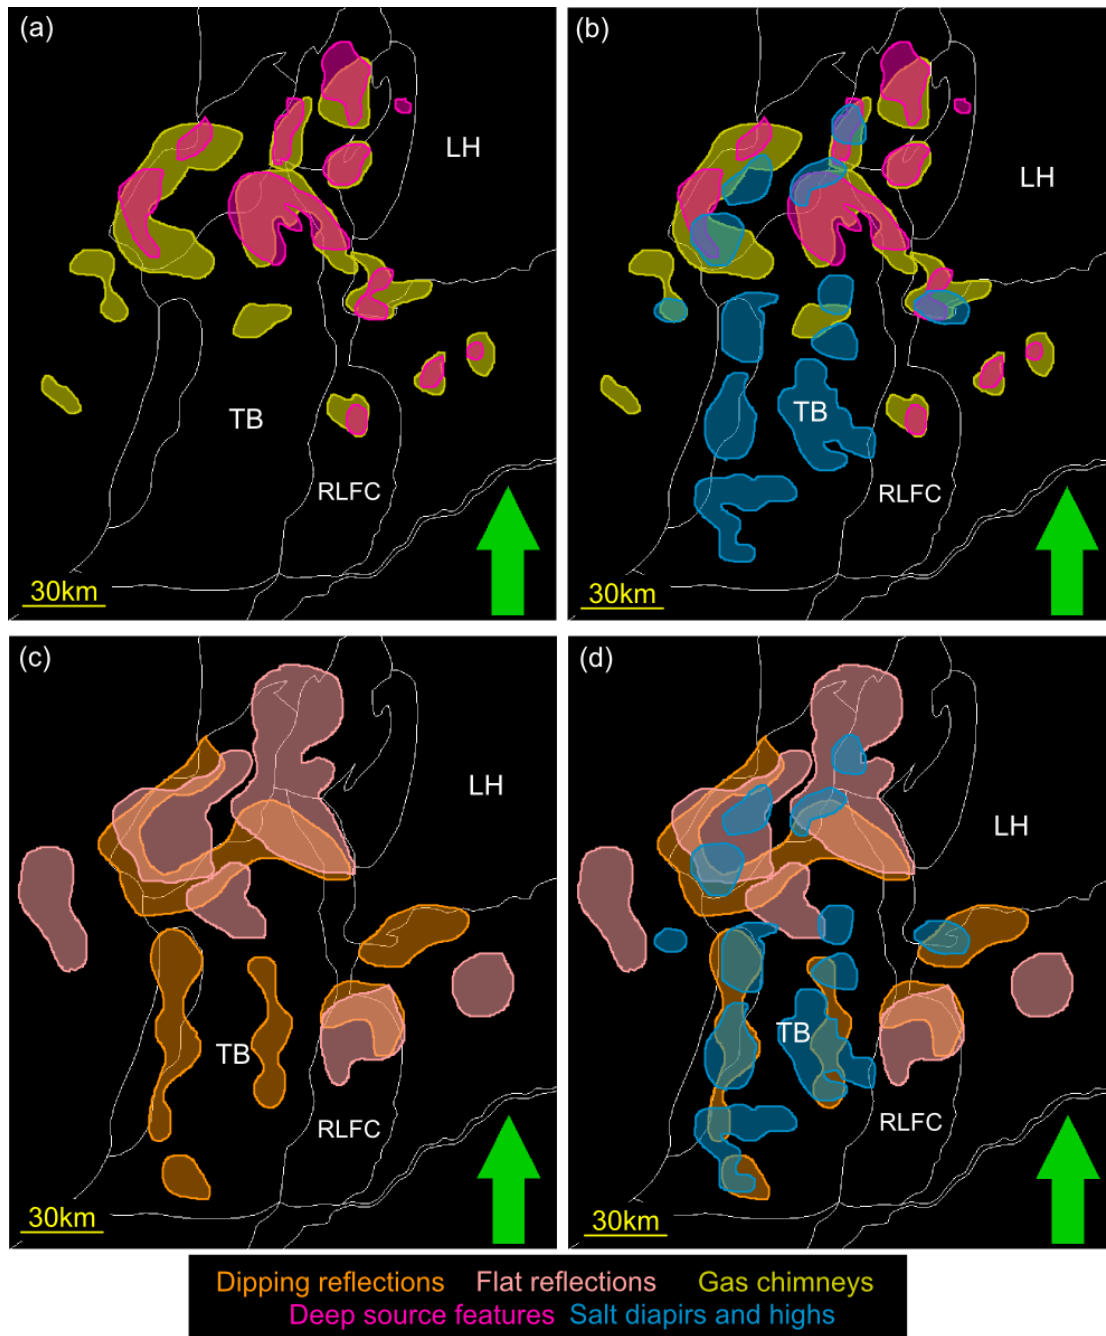 (a)
LH
TB
RLFC
30km
(b)
LH
TB
RLFC
30km
(c)
LH
TB
RLFC
30km
(d)
LH
TB
RLFC
30km
Dipping reflections Flat reflections Gas chimneys
Deep source features Salt diapirs and highs